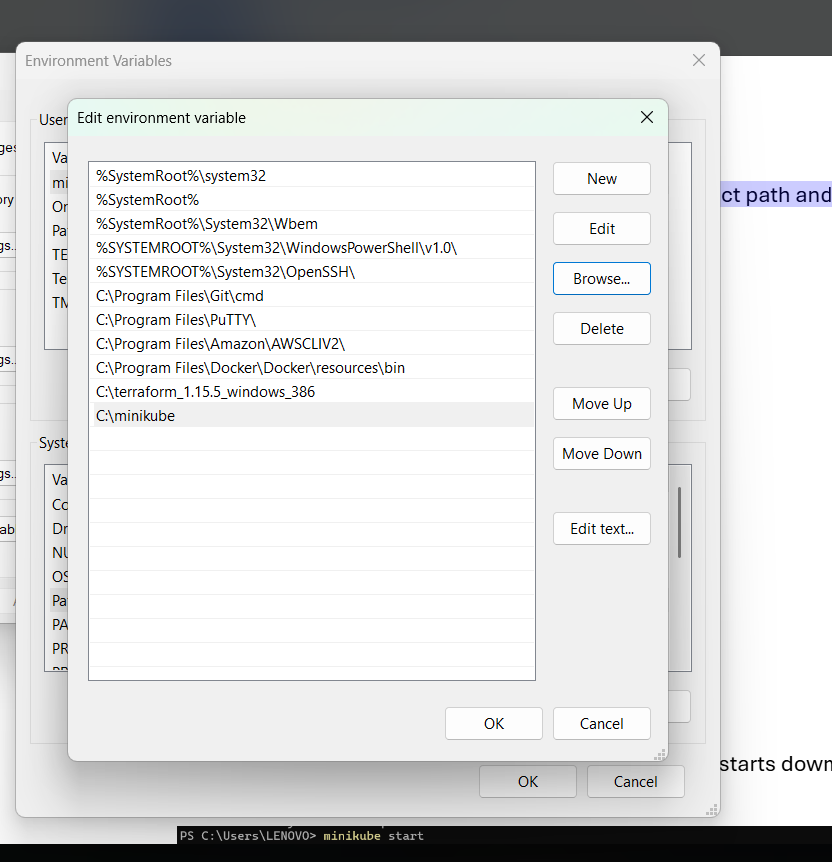 Environment Variables
Edit environment variable
User
ges
Va
%SystemRoot%\system32
New
mi
ory
%SystemRoot%
ct path and
Or
%SystemRoot%\System32\Wbem
Edit
Pa
gs..
%SYSTEMROOT%\System32\WindowsPowerShell\v1.0\
TE
%SYSTEMROOT%\System32\OpenSSH\
Browse...
Te
C:\Program Files\Git\cmd
TM
C:\Program Files\PuTTY\
Delete
C:\Program Files\Amazon\AWSCLIV2\
gs..
C:\Program Files\Docker\Docker\resources\bin
C:\terraform_1.15.5_windows_386
Move Up
C:\minikube
Syste
Move Down
gs..
Va
Co
Dr
ab
Edit text...
NU
OS
Pa
PA
PR
OK
Cancel
starts down
OK
Cancel
PS C:\Users\LENOVO> minikube start